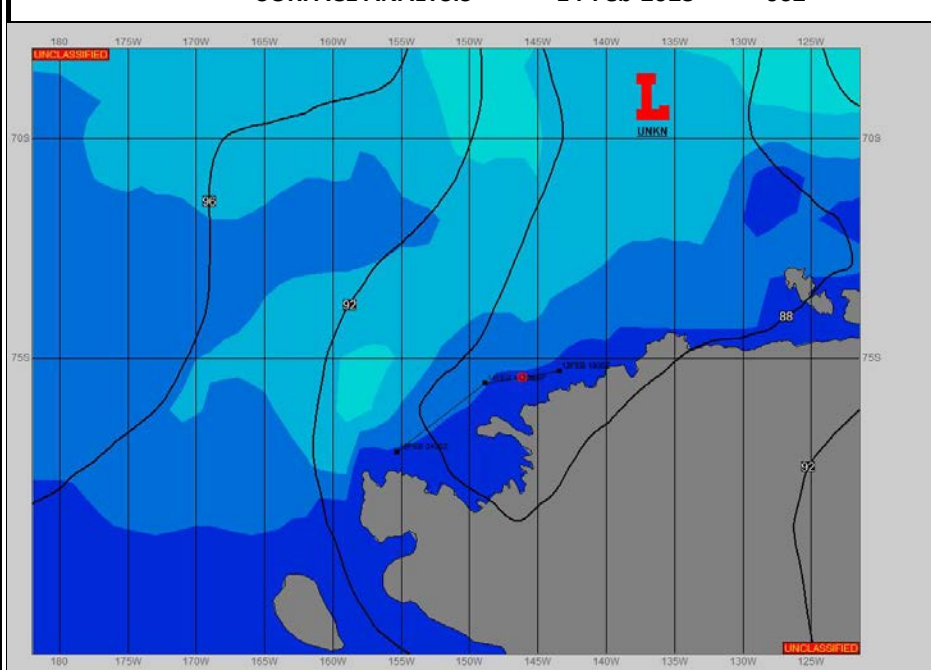 SURFACE ANALYSIS 14 Feb 2013 00Z
180 175W 170W 165W 160W 155W 150W 145W 140W 135W 130W 125W
UNCLASSIFIED
L
UNKN
70S 70S
96
92
88
75S 75S
92
UNCLASSIFIED
180 175W 170W 165W 160W 155W 150W 145W 140W 135W 130W 125W